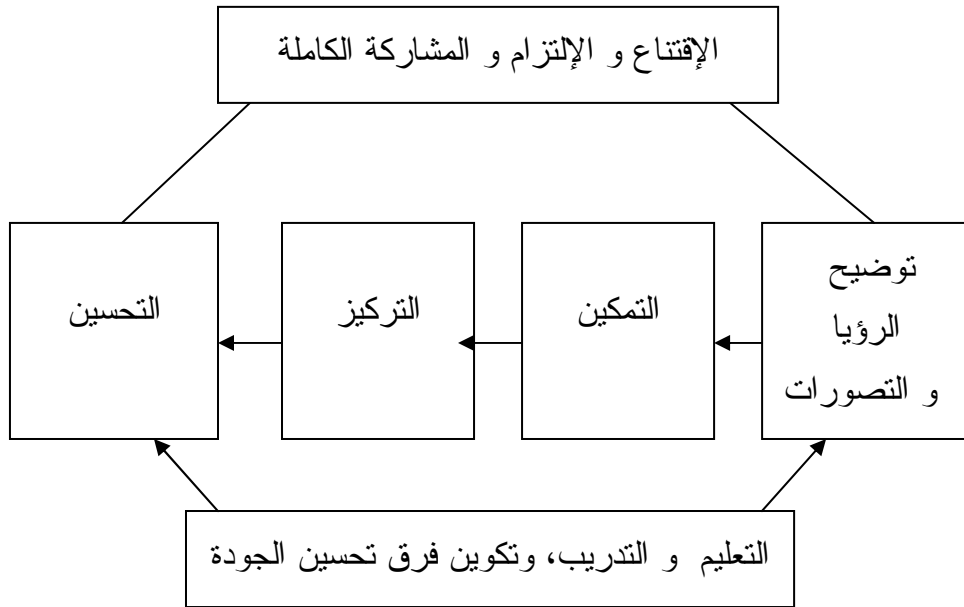 الإقتناع و الإلتزام و المشاركة الكاملة
توضيح
الرؤيا
و التصورات
التمكين
التركيز
التحسين
التعليم و التدريب، وتكوين فرق تحسين الجودة